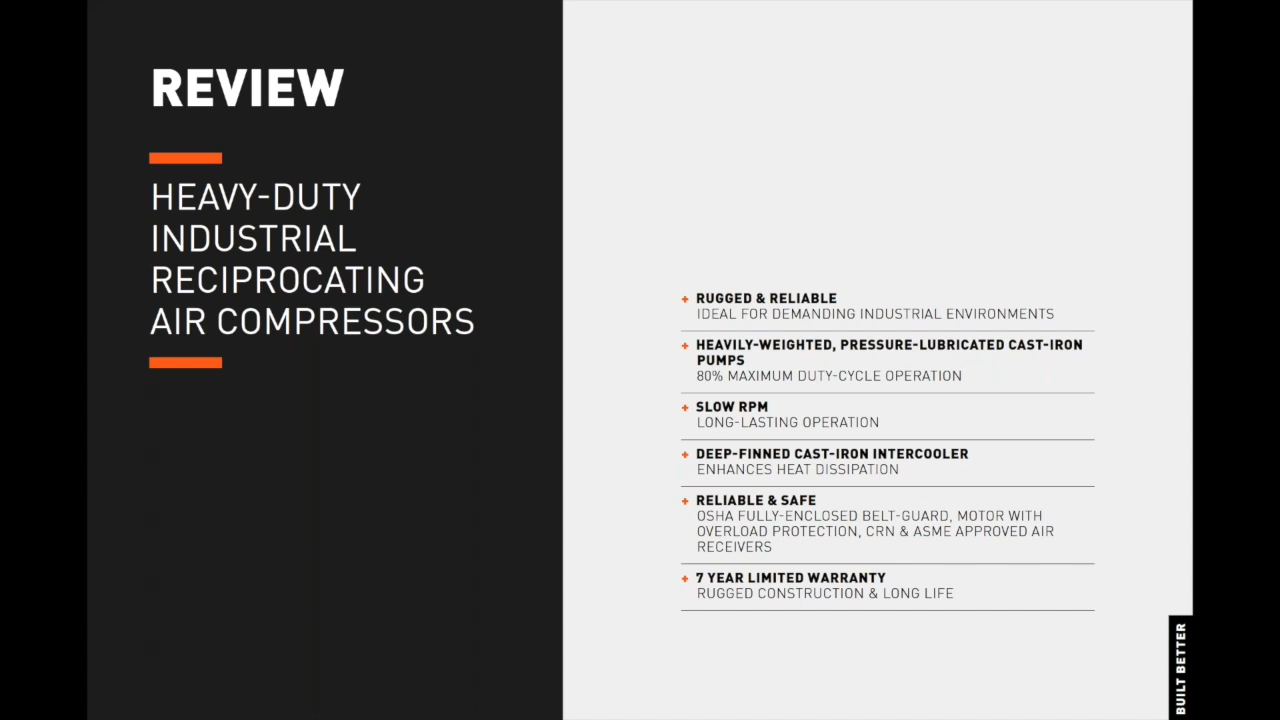 REVIEW
HEAVY-DUTY
INDUSTRIAL
RECIPROCATING
AIR COMPRESSORS
+ RUGGED & RELIABLE
IDEAL FOR DEMANDING INDUSTRIAL ENVIRONMENTS
+ HEAVILY-WEIGHTED, PRESSURE-LUBRICATED CAST-IRON
PUMPS
80% MAXIMUM DUTY-CYCLE OPERATION
+ SLOW RPM
LONG-LASTING OPERATION
+ DEEP-FINNED CAST-IRON INTERCOOLER
ENHANCES HEAT DISSIPATION
+ RELIABLE & SAFE
OSHA FULLY-ENCLOSED BELT-GUARD, MOTOR WITH
OVERLOAD PROTECTION, CRN & ASME APPROVED AIR
RECEIVERS
+ 7 YEAR LIMITED WARRANTY
RUGGED CONSTRUCTION & LONG LIFE
BUILT BETTER